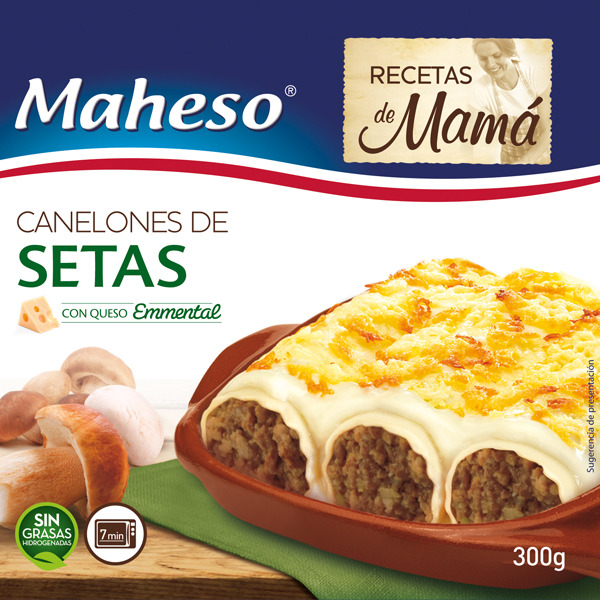 Maheso®
RECETAS
de Mamá
CANELONES DE
SETAS
CON QUESO Emmental
Sugerencia de presentación
SIN
GRASAS
HIDROGENADAS
7 min
300g